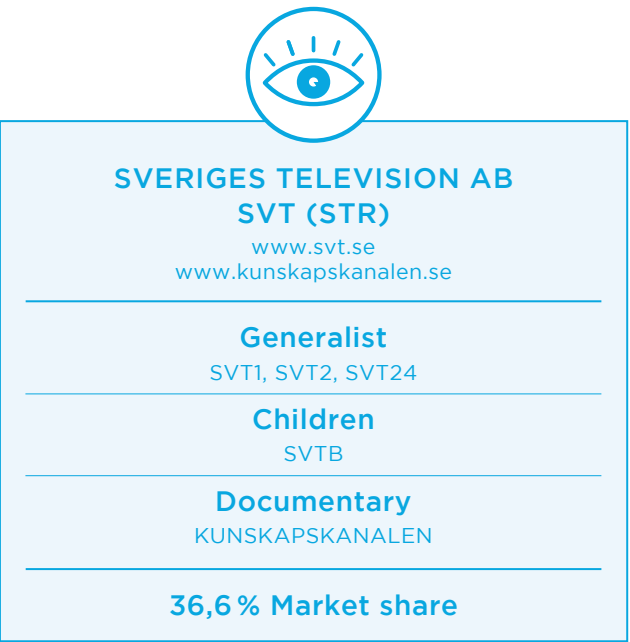 SVERIGES TELEVISION AB
SVT (STR)
www.svt.se
www.kunskapskanalen.se
Generalist
SVT1, SVT2, SVT24
Children
SVTB
Documentary
KUNSKAPSKANALEN
36,6 % Market share